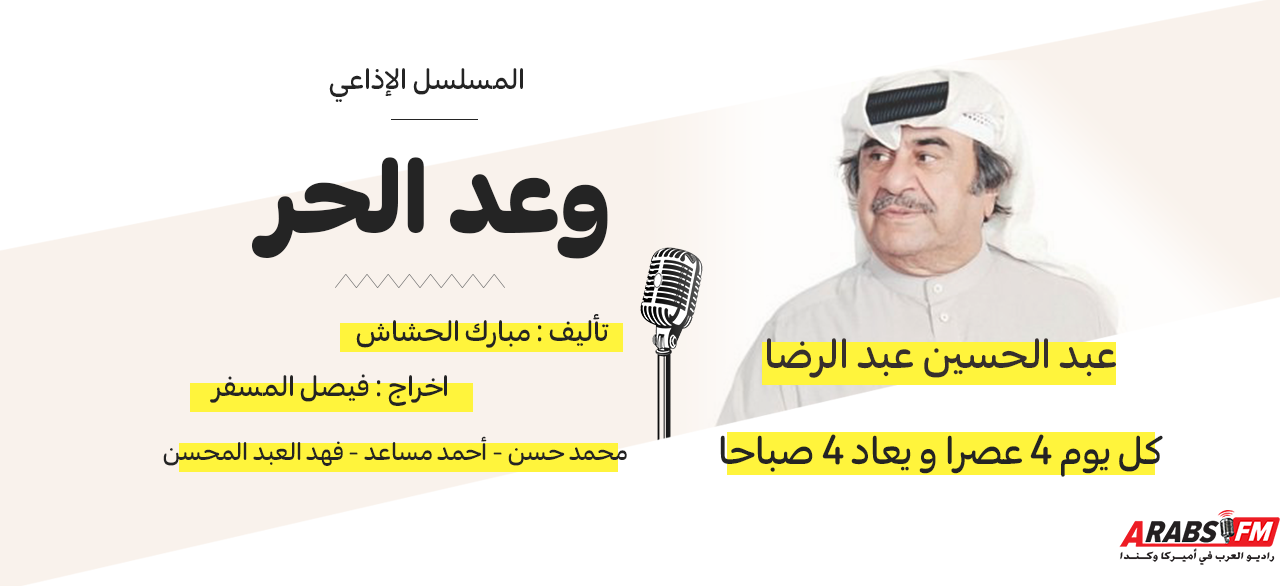 المسلسل الإذاعي
وعد الحر
تأليف : مبارك الحشاش
اخراج : فيصل المسفر
محمد حسن - أحمد مساعد - فهد العبد المحسن
عبد الحسين عبد الرضا
كل يوم 4 عصرا و يعاد 4 صباحا
ARABS FM
راديو العرب في أميركا وكندا